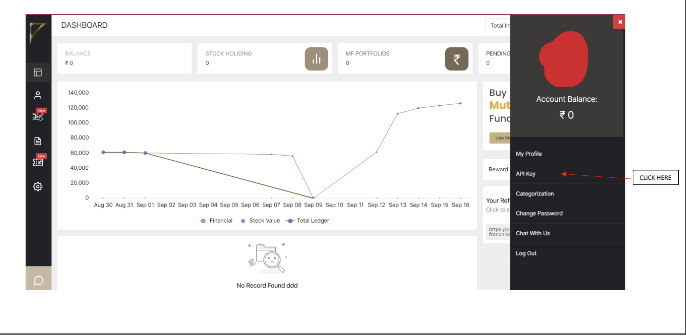 DASHBOARD
Total In
BALANCE
₹ 0
STOCK HOLIDING
0
MF PORTFOLIOS
₹ 0
PENDING
0
Account Balance:
₹ 0
140,000
120,000
100,000
80,000
60,000
40,000
20,000
0
Aug 30 Aug 31 Sep 01 Sep 02 Sep 03 Sep 04 Sep 05 Sep 06 Sep 07 Sep 08 Sep 09 Sep 10 Sep 11 Sep 12 Sep 13 Sep 14 Sep 15 Sep 16
Financial Stock Value Total Ledger
No Record Found ddd
Buy
Mut
Fund
Reward
Your Ref
Click to s
My Profile
API Key
Categorization
Change Password
Chat With Us
Log Out
CLICK HERE